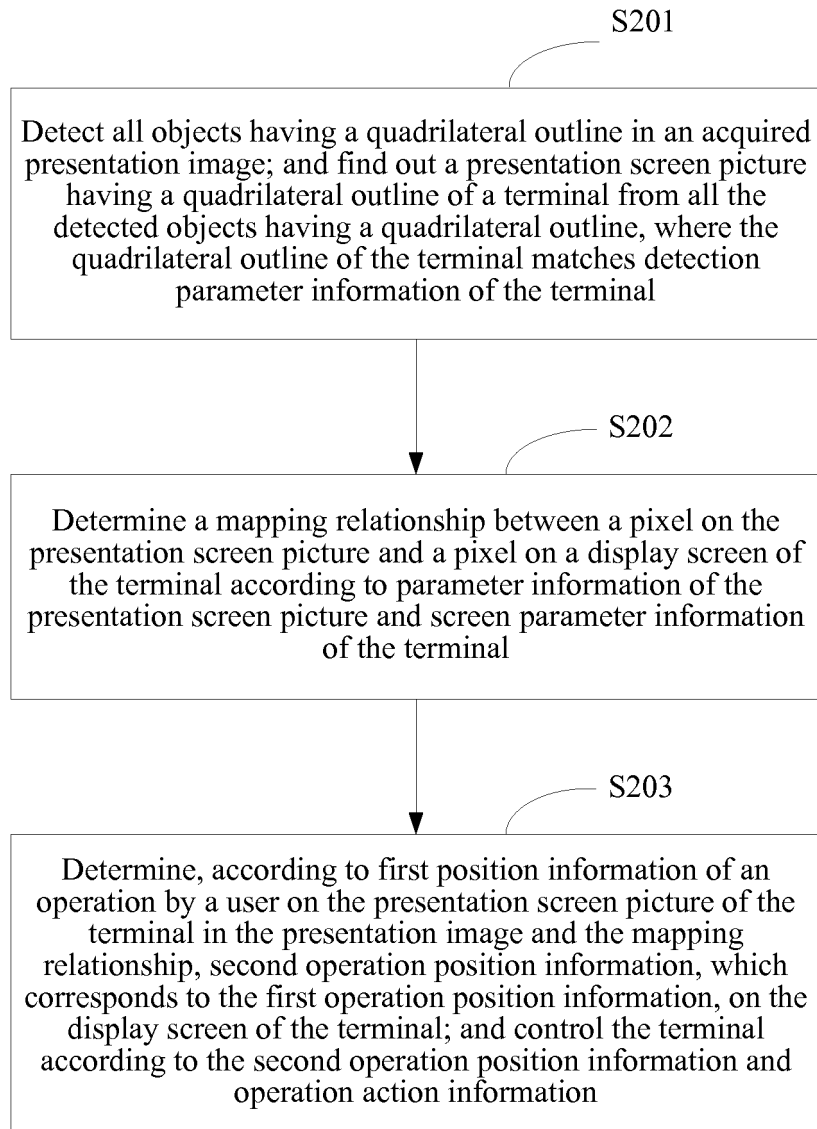 S201
Detect all objects having a quadrilateral outline in an acquired
presentation image; and find out a presentation screen picture
having a quadrilateral outline of a terminal from all the
detected objects having a quadrilateral outline, where the
quadrilateral outline of the terminal matches detection
parameter information of the terminal
S202
Determine a mapping relationship between a pixel on the
presentation screen picture and a pixel on a display screen of
the terminal according to parameter information of the
presentation screen picture and screen parameter information
of the terminal
S203
Determine, according to first position information of an
operation by a user on the presentation screen picture of the
terminal in the presentation image and the mapping
relationship, second operation position information, which
corresponds to the first operation position information, on the
display screen of the terminal; and control the terminal
according to the second operation position information and
operation action information